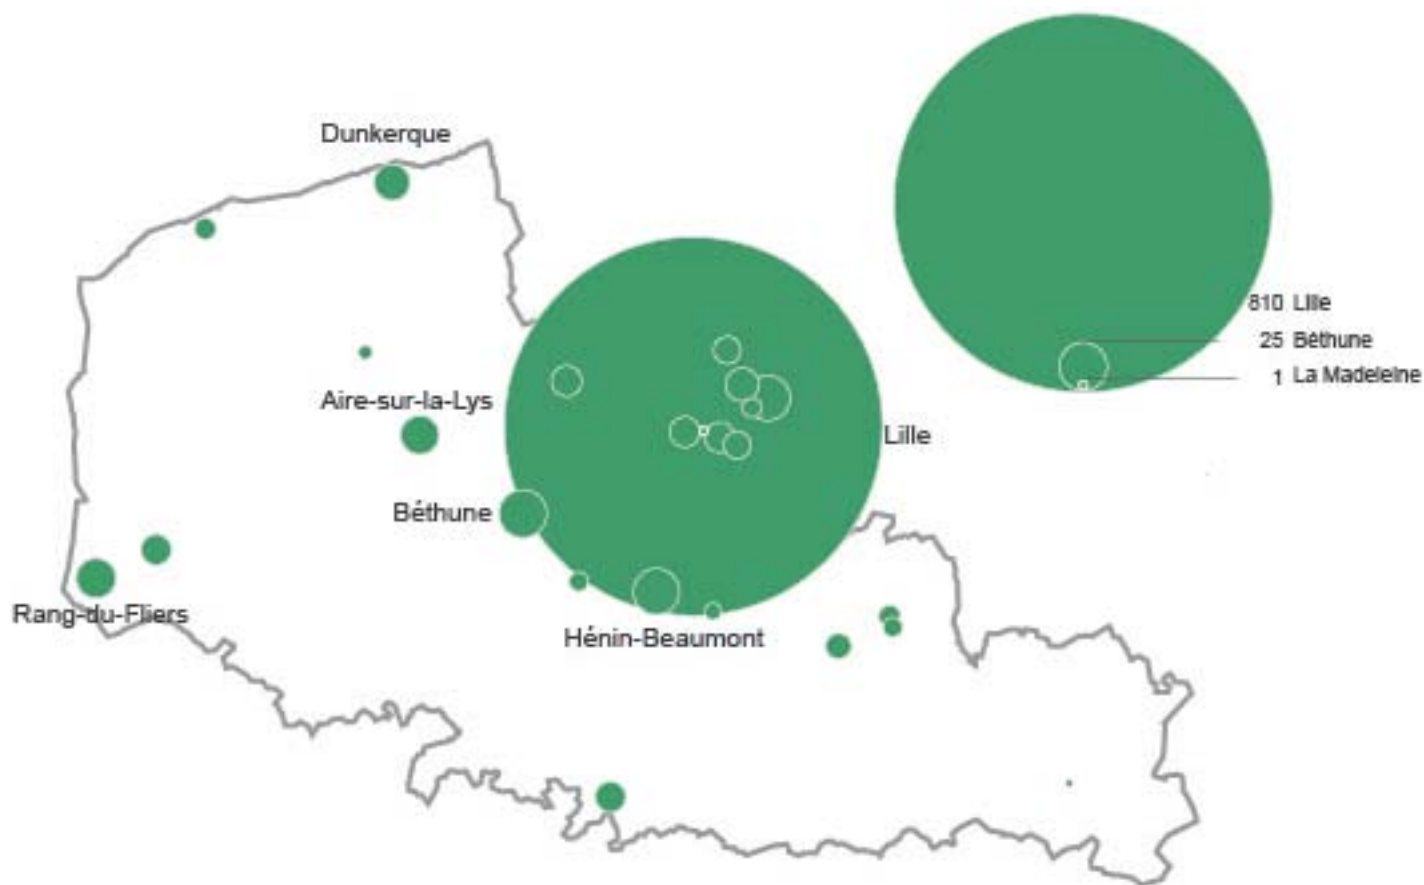 Dunkerque
810 Lille
25 Béthune
1 La Madeleine
Aire-sur-la-Lys
Lille
Béthune
Rang-du-Fliers
Hénin-Beaumont